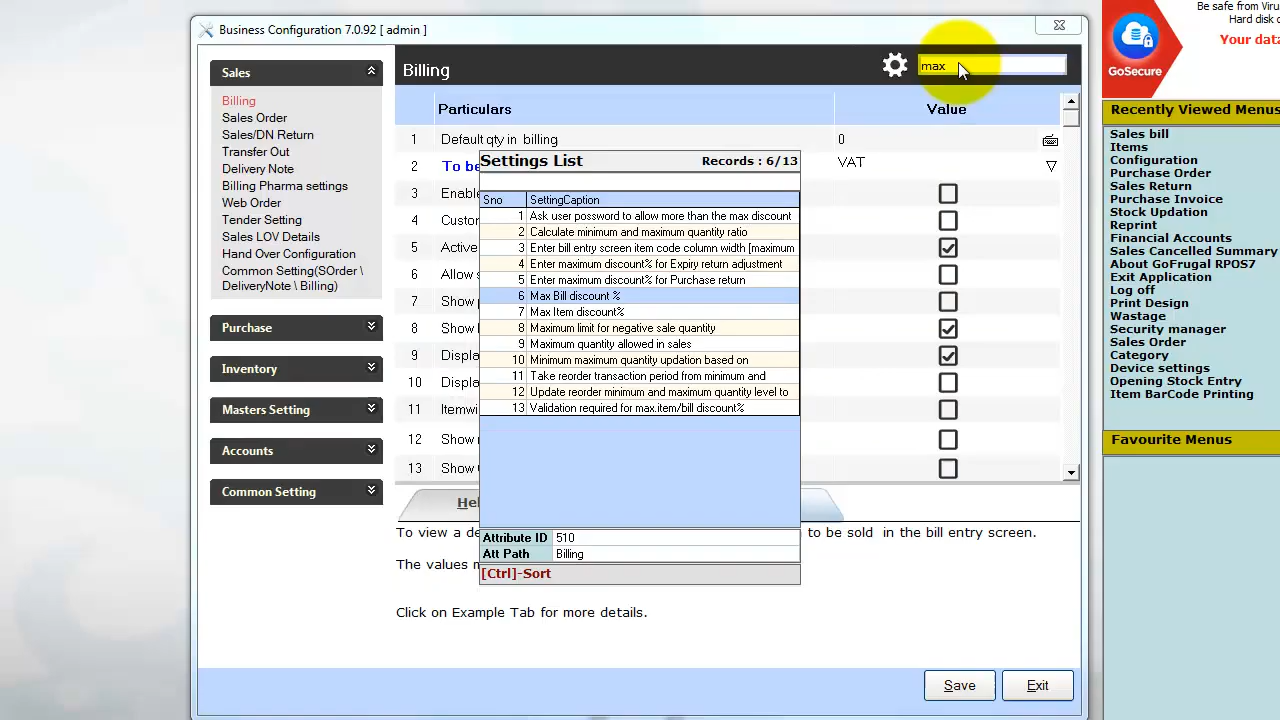 Business Configuration 7.0.92 [ admin ]
Sales
Billing
Sales Order
Sales/DN Return
Transfer Out
Delivery Note
Billing Pharma settings
Web Order
Tender Setting
Sales LOV Details
Hand Over Configuration
Common Setting(SOrder \
DeliveryNote \ Billing)
Purchase
Inventory
Masters Setting
Accounts
Common Setting
Billing
max
Particulars
Value
1 Default qty in billing 0
2 To be VAT
3
4
5
6
7
8
9
10
11
12
13
Settings List Records : 6/13
Sno SettingCaption
1 Ask user possword to allow more than the max discount
2 Calculate minimum and maximum quantity ratio
3 Enter bill entry screen item code column width [maximum
4 Enter maximum discount% for Expiry return adjustment
5 Enter maximum discount% for Purchase return
6 Max Bill discount %
7 Max Item discount%
8 Maximum limit for negative sale quantity
9 Maximum quantity allowed in sales
10 Minimum maximum quantity updation based on
11 Take reorder transaction period from minimum and
12 Update reorder minimum and maximum quantity level to
13 Validation required for max.item/bill discount%
Attribute ID 510
Att Path Billing
[Ctrl]-Sort
To view a de to be sold in the bill entry screen.
The values
Click on Example Tab for more details.
Save
Exit
GoSecure
Be safe from Viru
Hard disk c
Your data
Recently Viewed Menus
Sales bill
Items
Configuration
Purchase Order
Sales Return
Purchase Invoice
Stock Updation
Reprint
Financial Accounts
Sales Cancelled Summary
About GoFrugal RPOS7
Exit Application
Log off
Print Design
Wastage
Security manager
Sales Order
Category
Device settings
Opening Stock Entry
Item BarCode Printing
Favourite Menus